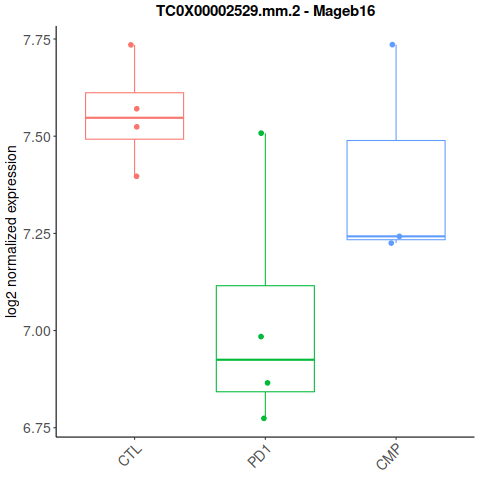 TC0X00002529.mm.2 - Mageb16
log2 normalized expression
7.75
7.50
7.25
7.00
6.75
CTL
PD1
CMP